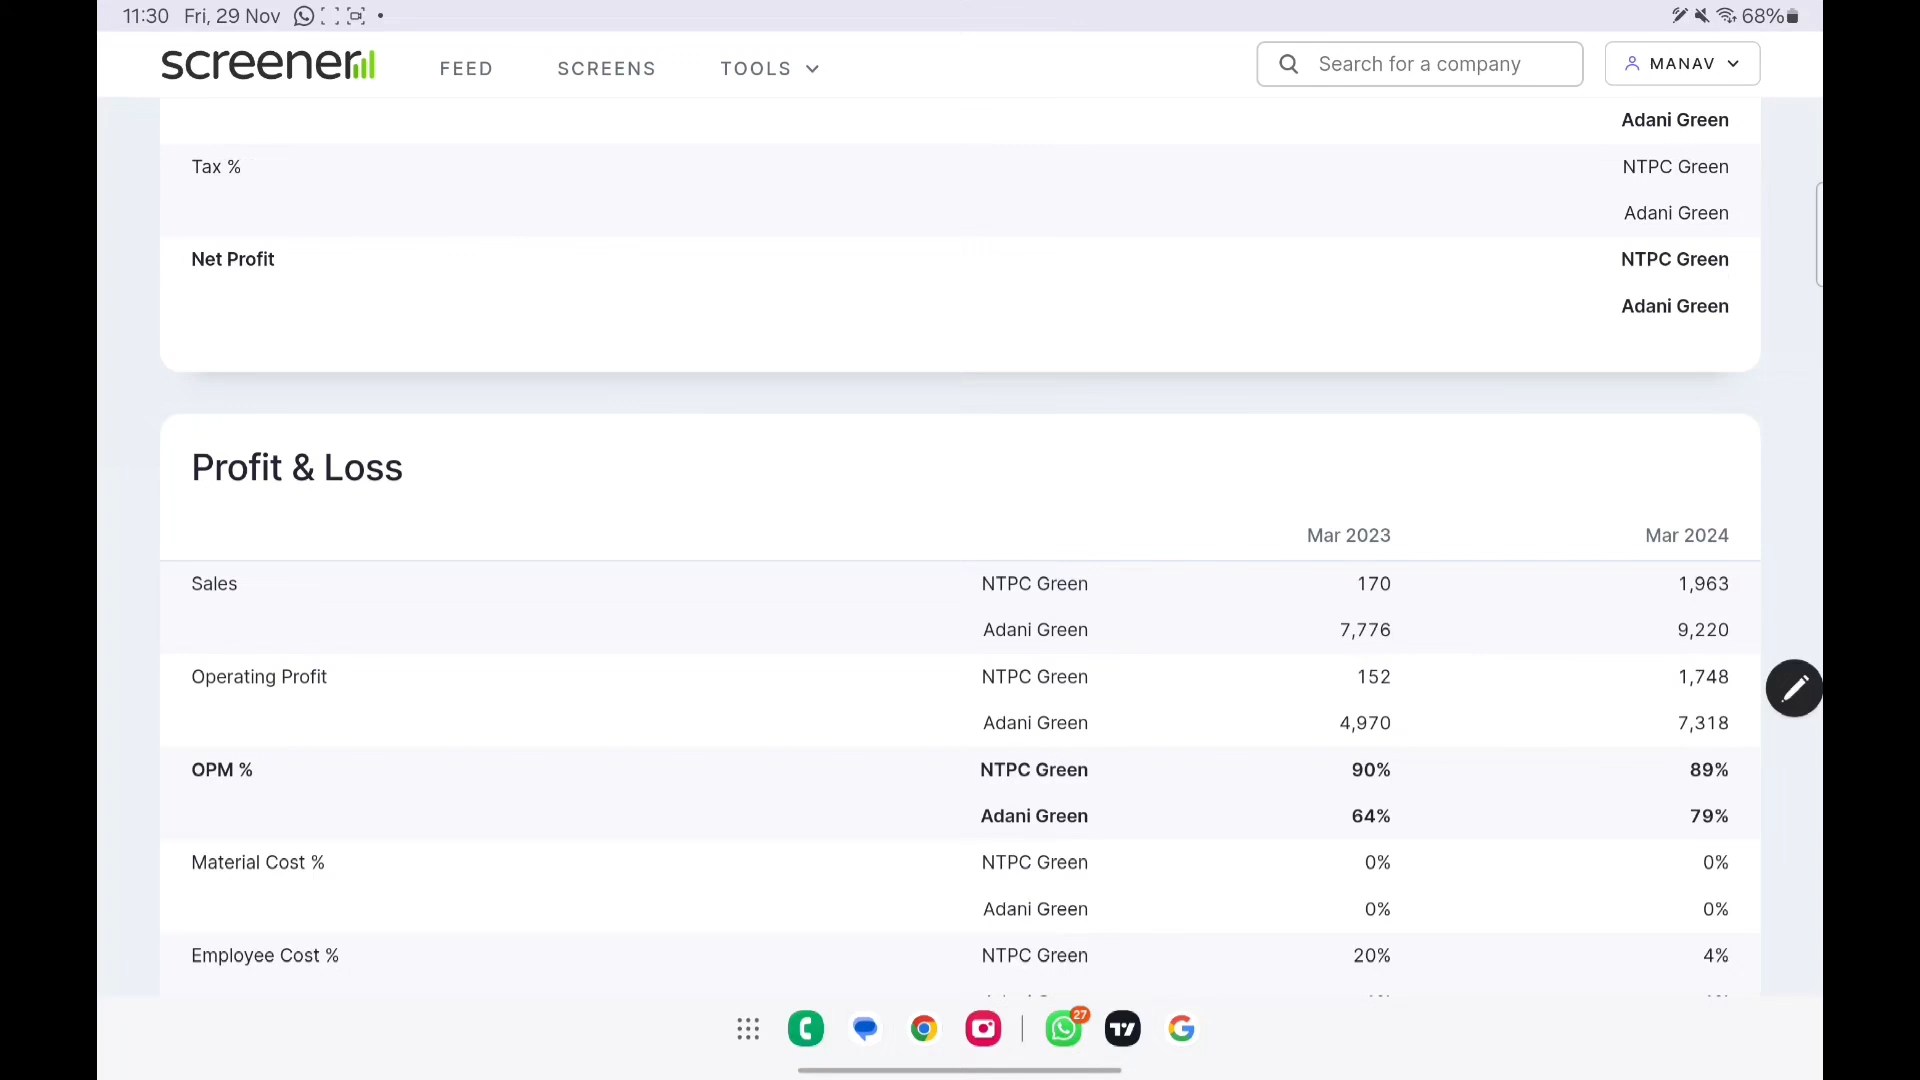 11:30 Fri, 29 Nov 68%
screener FEED SCREENS TOOLS Search for a company MANAV
Adani Green
Tax % NTPC Green
Adani Green
Net Profit NTPC Green
Adani Green
Profit & Loss
Mar 2023 Mar 2024
Sales NTPC Green 170 1,963
Adani Green 7,776 9,220
Operating Profit NTPC Green 152 1,748
Adani Green 4,970 7,318
OPM % NTPC Green 90% 89%
Adani Green 64% 79%
Material Cost % NTPC Green 0% 0%
Adani Green 0% 0%
Employee Cost % NTPC Green 20% 4%
27